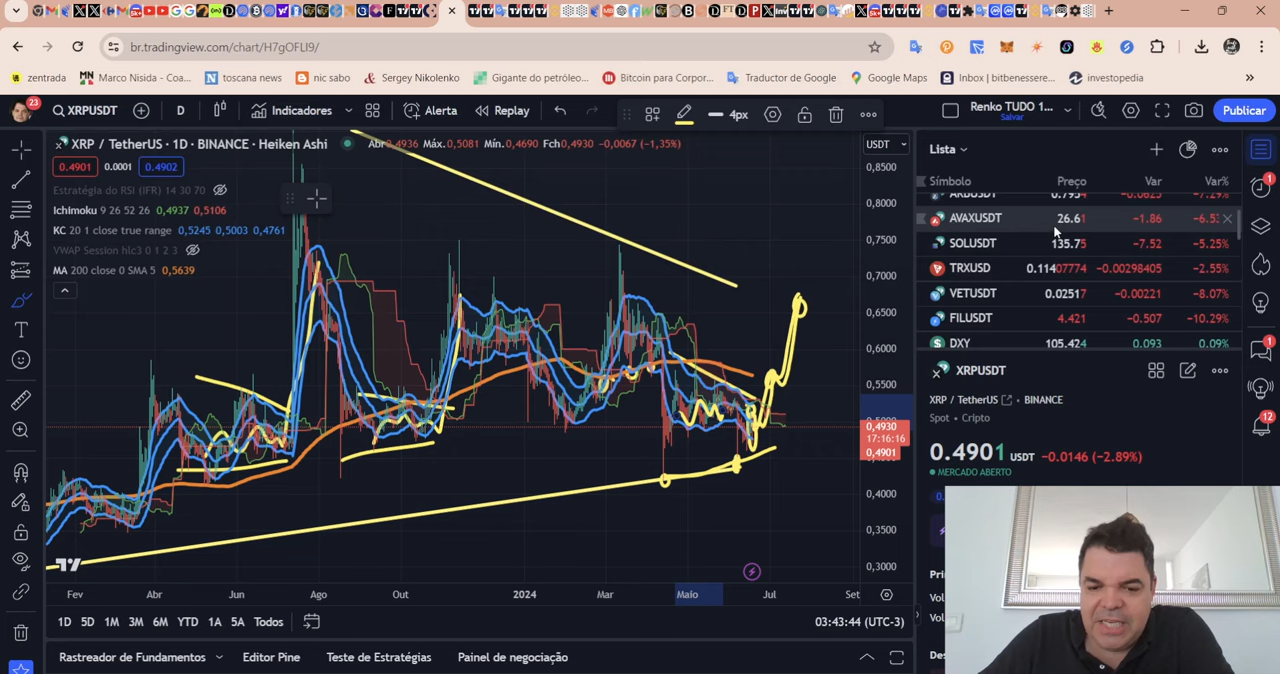 br.tradingview.com/chart/H7gOFLI9/
zentrada
Marco Nisida - Coa...
toscana news
nic sabo
Sergey Nikolenko
Gigante do petróleo...
Bitcoin para Corpor...
Traductor de Google
Google Maps
Inbox | bitbenessere...
investopedia
»
23
XRPUSDT
D
Indicadores
Alerta
Replay
4px
Renko TUDO 1...
Salvar
Publicar
XRP / TetherUS · 1D · BINANCE · Heiken Ashi
Abr0,4936 Máx.0,5081 Mín.0,4690 Fch0,4930 −0,0067 (−1,35%)
0.4901 0.0001 0.4902
Estratégia do RSI (IFR) 14 30 70
Ichimoku 9 26 52 26 0,4937 0,5106
KC 20 1 close true range 0,5245 0,5003 0,4761
VWAP Session hlc3 0 1 2 3
MA 200 close 0 SMA 5 0,5639
USDT
0,8500
0,8000
0,7500
0,7000
0,6500
0,6000
0,5500
0,4930
17:16:16
0,4901
0,4000
0,3500
0,3000
Fev
Abr
Jun
Ago
Out
2024
Mar
Maio
Jul
Set
1D 5D 1M 3M 6M YTD 1A 5A Todos
03:43:44 (UTC-3)
Rastreador de Fundamentos
Editor Pine
Teste de Estratégias
Painel de negociação
Lista
Símbolo Preço Var Var%
AVAXUSDT 26.61 −1.86
SOLUSDT 135.75 −7.52 −5.25%
TRXUSD 0.11407774 −0.00298405 −2.55%
VETUSDT 0.02517 −0.00221 −8.07%
FILUSDT 4.421 −0.507 −10.29%
DXY 105.424 0.093 0.09%
XRPUSDT
XRP / TetherUS BINANCE
Spot • Cripto
0.4901 USDT −0.0146 (−2.89%)
MERCADO ABERTO
1
1
12